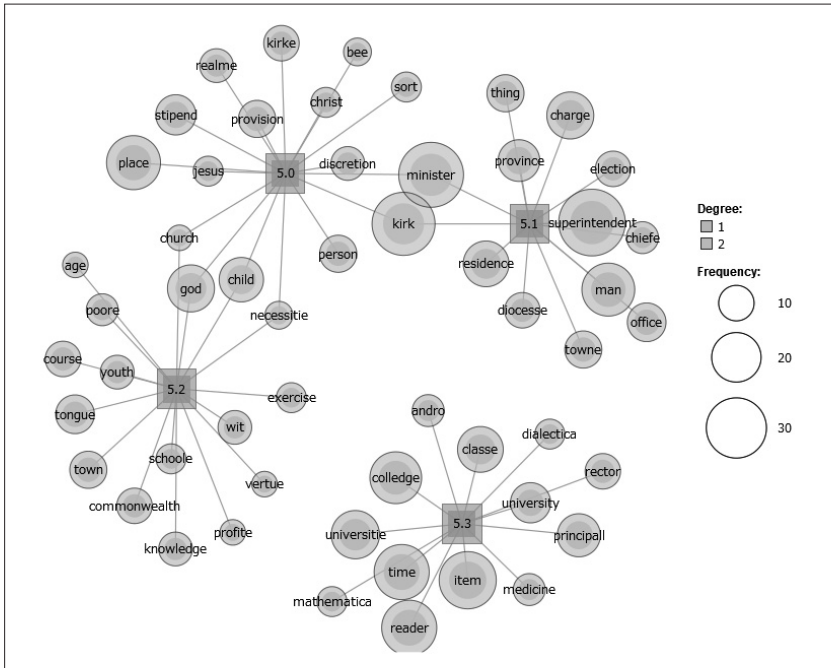 kirke
bee
realme
sort
thing
christ
stipend
charge
provision
place
discretion
province
election
jesus
5.0
minister
superintendent
kirk
5.1
chiefe
church
person
residence
age
god
child
man
poore
diocesse
office
necessitie
towne
course
youth
5.2
exercise
tongue
wit
andro
dialectica
town
schoole
classe
vertue
colledge
rector
commonwealth
university
5.3
profite
universitie
principall
knowledge
time
item
medicine
mathematica
reader
Degree:
1
2
Frequency:
10
20
30